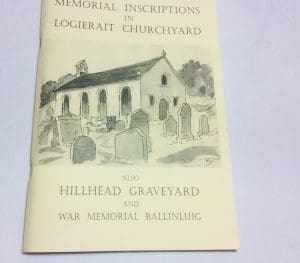 MEMORIAL INSCRIPTIONS
IN
LOGIERAIT CHURCHYARD
ALSO
HILLHEAD GRAVEYARD
AND
WAR MEMORIAL BALLINLUIG